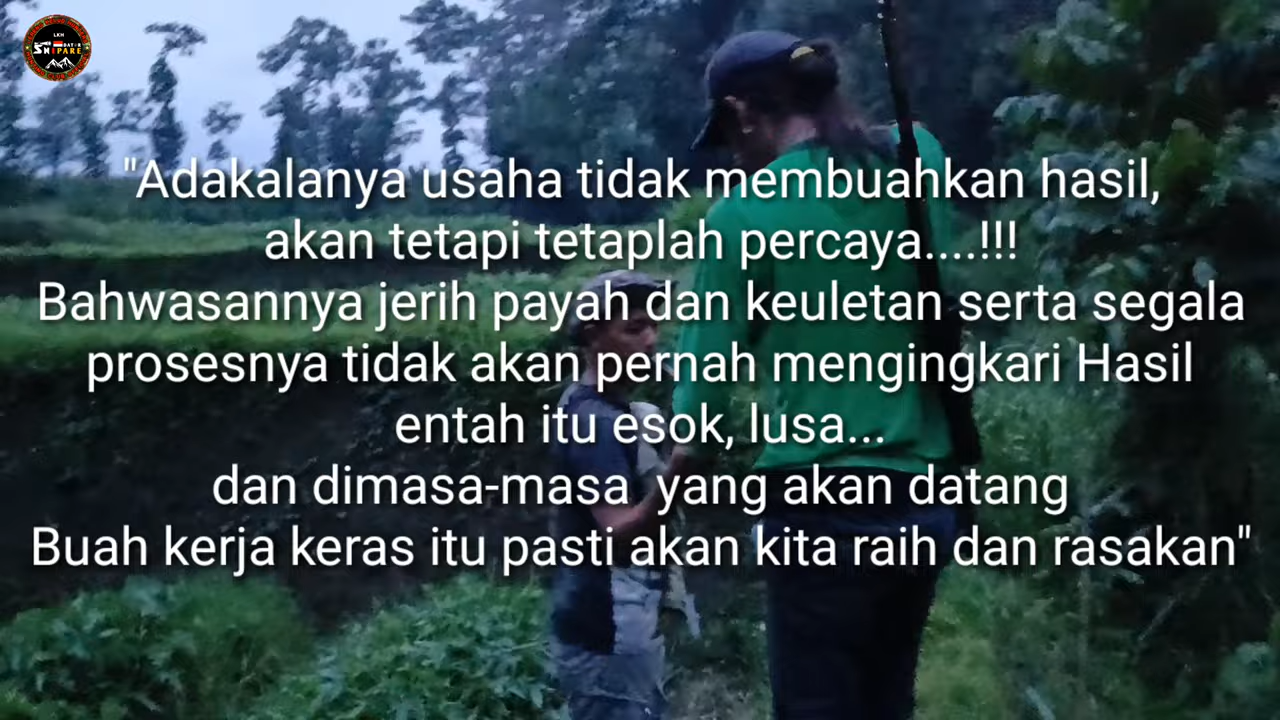 LKH
"Adakalanya usaha tidak membuahkan hasil,
akan tetapi tetaplah percaya....!!!
Bahwasannya jerih payah dan keuletan serta segala
prosesnya tidak akan pernah mengingkari Hasil
entah itu esok, lusa...
dan dimasa-masa  yang akan datang
Buah kerja keras itu pasti akan kita raih dan rasakan"